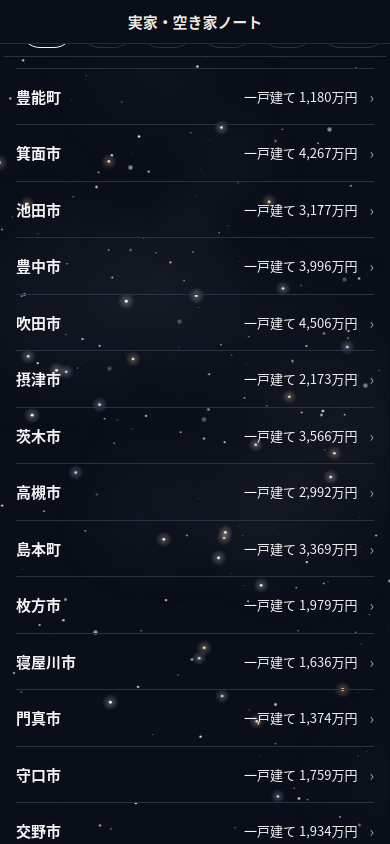 実家・空き家ノート
豊能町 一戸建て 1,180万円 ›
箕面市 一戸建て 4,267万円 ›
池田市 一戸建て 3,177万円 ›
豊中市 一戸建て 3,996万円 ›
吹田市 一戸建て 4,506万円 ›
摂津市 一戸建て 2,173万円 ›
茨木市 一戸建て 3,566万円 ›
高槻市 一戸建て 2,992万円 ›
島本町 一戸建て 3,369万円 ›
枚方市 一戸建て 1,979万円 ›
寝屋川市 一戸建て 1,636万円 ›
門真市 一戸建て 1,374万円 ›
守口市 一戸建て 1,759万円 ›
交野市 一戸建て 1,934万円 ›